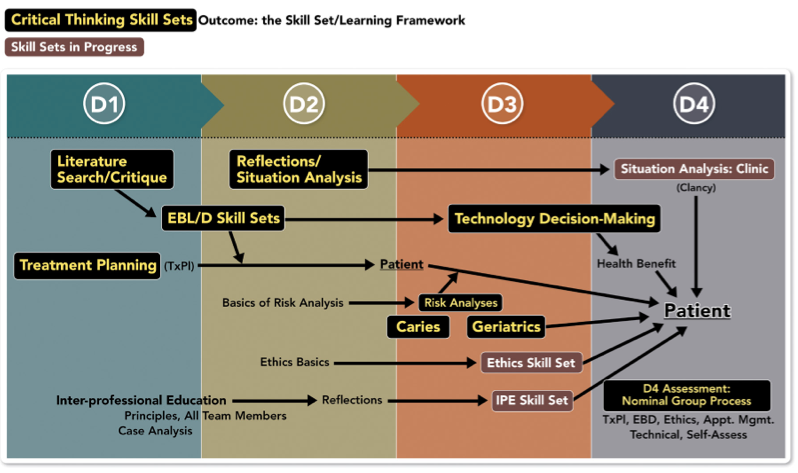 Critical Thinking Skill Sets Outcome: the Skill Set/Learning Framework
Skill Sets in Progress
D1
D2
D3
D4
Literature
Search/Critique
Reflections/
Situation Analysis
Situation Analysis: Clinic
(Clancy)
EBL/D Skill Sets
Technology Decision-Making
Treatment Planning (TxPl)
Patient
Health Benefit
Basics of Risk Analysis
Risk Analyses
Patient
Caries
Geriatrics
Ethics Basics
Ethics Skill Set
Inter-professional Education
Principles, All Team Members
Case Analysis
Reflections
IPE Skill Set
D4 Assessment:
Nominal Group Process
TxPl, EBD, Ethics, Appt. Mgmt.
Technical, Self-Assess